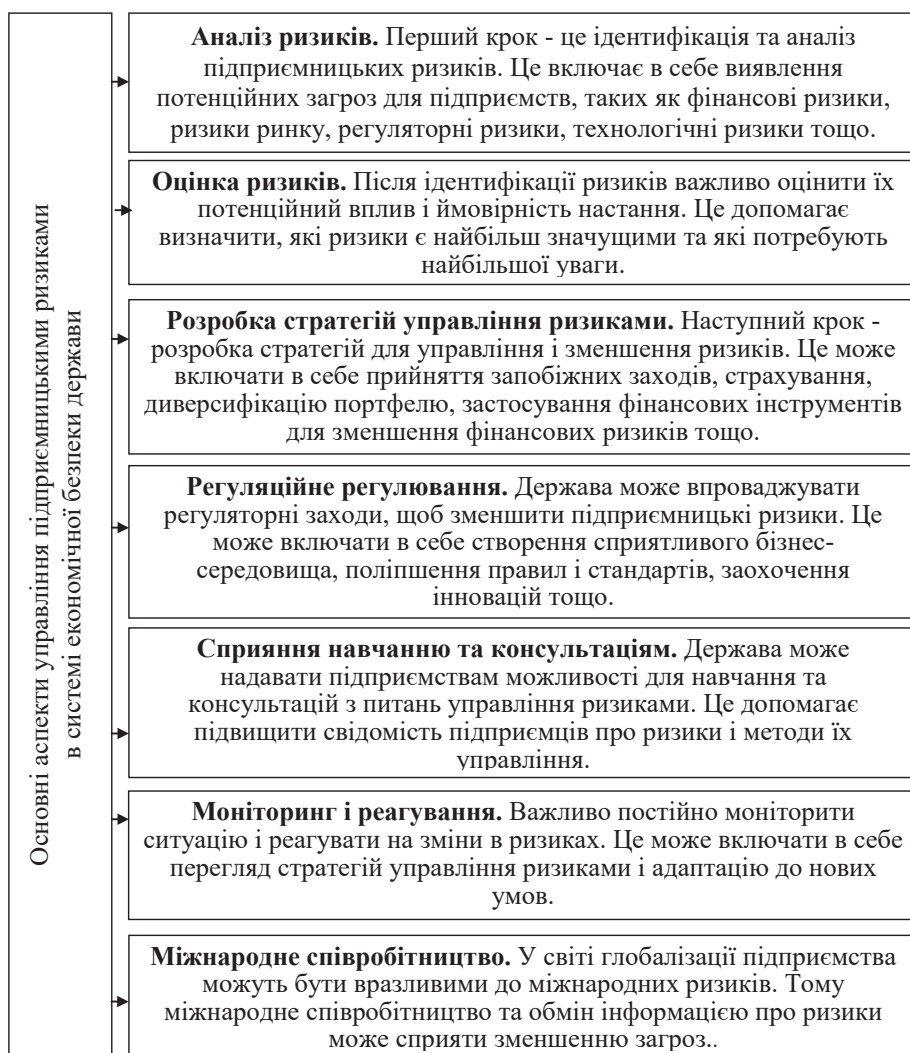 Основні аспекти управління підприємницькими ризиками
в системі економічної безпеки держави
Аналіз ризиків. Перший крок - це ідентифікація та аналіз
підприємницьких ризиків. Це включає в себе виявлення
потенційних загроз для підприємств, таких як фінансові ризики,
ризики ринку, регуляторні ризики, технологічні ризики тощо.
Оцінка ризиків. Після ідентифікації ризиків важливо оцінити їх
потенційний вплив і ймовірність настання. Це допомагає
визначити, які ризики є найбільш значущими та які потребують
найбільшої уваги.
Розробка стратегій управління ризиками. Наступний крок -
розробка стратегій для управління і зменшення ризиків. Це може
включати в себе прийняття запобіжних заходів, страхування,
диверсифікацію портфелю, застосування фінансових інструментів
для зменшення фінансових ризиків тощо.
Регуляційне регулювання. Держава може впроваджувати
регуляторні заходи, щоб зменшити підприємницькі ризики. Це
може включати в себе створення сприятливого бізнес-
середовища, поліпшення правил і стандартів, заохочення
інновацій тощо.
Сприяння навчанню та консультаціям. Держава може
надавати підприємствам можливості для навчання та
консультацій з питань управління ризиками. Це допомагає
підвищити свідомість підприємців про ризики і методи їх
управління.
Моніторинг і реагування. Важливо постійно моніторити
ситуацію і реагувати на зміни в ризиках. Це може включати в себе
перегляд стратегій управління ризиками і адаптацію до нових
умов.
Міжнародне співробітництво. У світі глобалізації підприємства
можуть бути вразливими до міжнародних ризиків. Тому
міжнародне співробітництво та обмін інформацією про ризики
може сприяти зменшенню загроз..